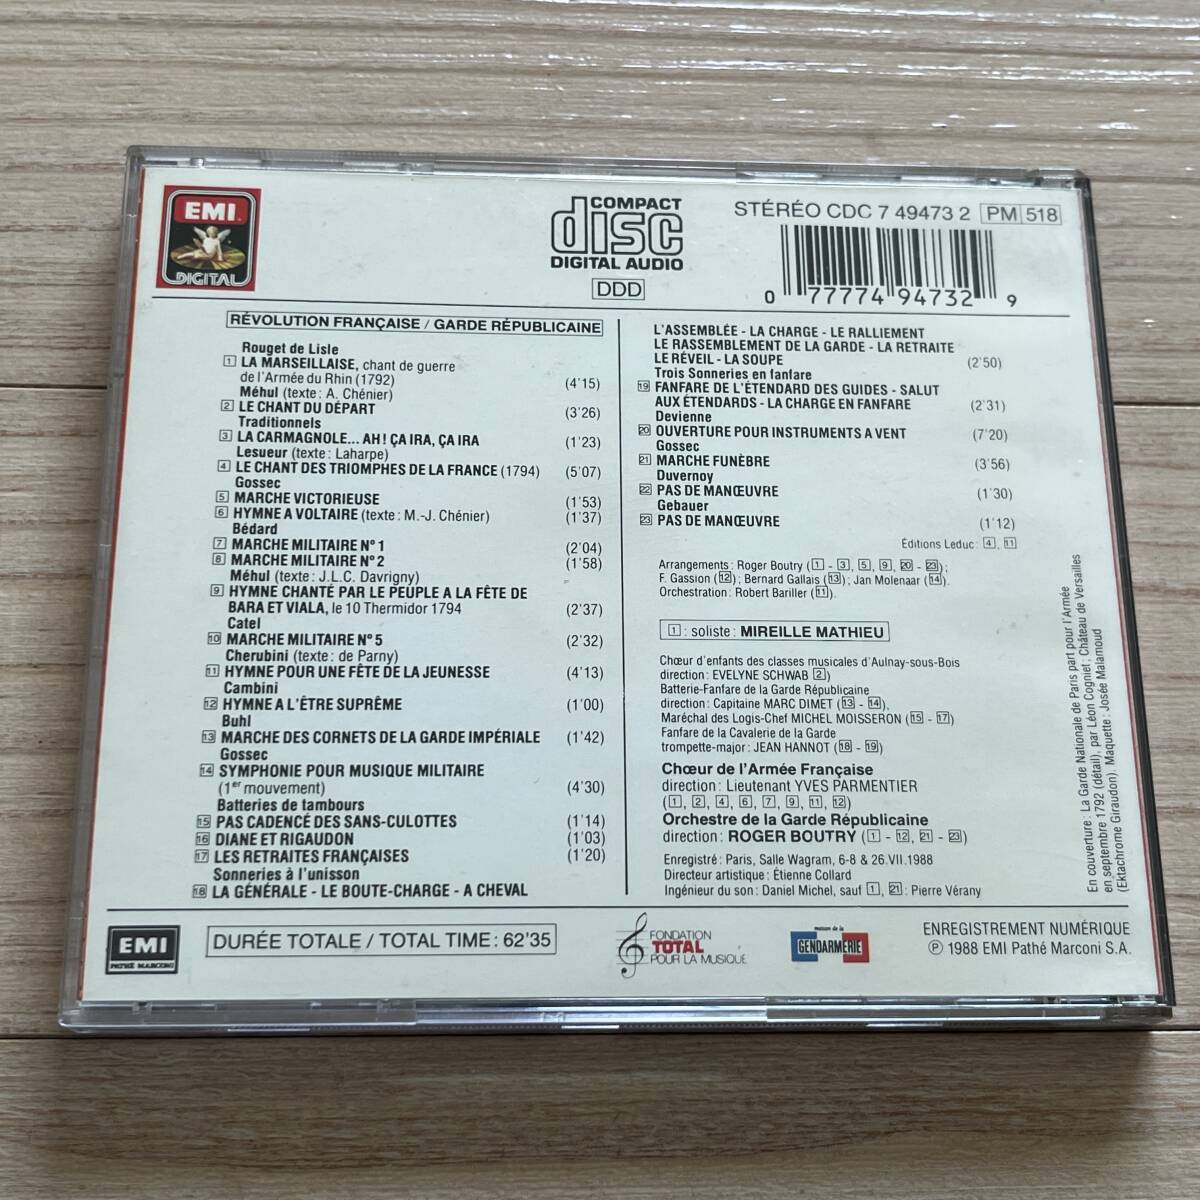 EMI
DIGITAL
COMPACT
disc
DIGITAL AUDIO
DDD
STÉRÉO CDC 7 49473 2 PM 518
0 77774 94732 9
RÉVOLUTION FRANÇAISE / GARDE RÉPUBLICAINE
Rouget de Lisle
1 LA MARSEILLAISE, chant de guerre
de l'Armée du Rhin (1792) (4'15)
Méhul (texte: A. Chénier)
2 LE CHANT DU DÉPART (3'26)
Traditionnels
3 LA CARMAGNOLE... AH! ÇA IRA, ÇA IRA (1'23)
Lesueur (texte: Laharpe)
4 LE CHANT DES TRIOMPHES DE LA FRANCE (1794) (5'07)
Gossec
5 MARCHE VICTORIEUSE (1'53)
6 HYMNE A VOLTAIRE (texte: M.-J. Chénier) (1'37)
Bédard
7 MARCHE MILITAIRE N° 1 (2'04)
8 MARCHE MILITAIRE N° 2 (1'58)
Méhul (texte: J.L.C. Davrigny)
9 HYMNE CHANTÉ PAR LE PEUPLE A LA FÊTE DE
BARA ET VIALA, le 10 Thermidor 1794 (2'37)
Catel
10 MARCHE MILITAIRE N° 5 (2'32)
Cherubini (texte: de Parny)
11 HYMNE POUR UNE FÊTE DE LA JEUNESSE (4'13)
Cambini
12 HYMNE A L'ÊTRE SUPRÊME (1'00)
Buhl
13 MARCHE DES CORNETS DE LA GARDE IMPÉRIALE (1'42)
Gossec
14 SYMPHONIE POUR MUSIQUE MILITAIRE
(1er mouvement) (4'30)
Batteries de tambours
15 PAS CADENCÉ DES SANS-CULOTTES (1'14)
16 DIANE ET RIGAUDON (1'03)
17 LES RETRAITES FRANÇAISES (1'20)
Sonneries à l'unisson
18 LA GÉNÉRALE - LE BOUTE-CHARGE - A CHEVAL
L'ASSEMBLÉE - LA CHARGE - LE RALLIEMENT
LE RASSEMBLEMENT DE LA GARDE - LA RETRAITE
LE RÉVEIL - LA SOUPE (2'50)
Trois Sonneries en fanfare
19 FANFARE DE L'ÉTENDARD DES GUIDES - SALUT
AUX ÉTENDARDS - LA CHARGE EN FANFARE (2'31)
Devienne
20 OUVERTURE POUR INSTRUMENTS A VENT (7'20)
Gossec
21 MARCHE FUNÈBRE (3'56)
Duvernoy
22 PAS DE MANŒUVRE (1'30)
Gebauer
23 PAS DE MANŒUVRE (1'12)
Éditions Leduc: 4, 11
Arrangements: Roger Boutry (1 - 3, 5, 9, 20 - 23);
F. Gassion (12); Bernard Gallais (13); Jan Molenaar (14).
Orchestration: Robert Bariller (11).
1: soliste: MIREILLE MATHIEU
Chœur d'enfants des classes musicales d'Aulnay-sous-Bois
direction: EVELYNE SCHWAB 2)
Batterie-Fanfare de la Garde Républicaine
direction: Capitaine MARC DIMET (13 - 14),
Maréchal des Logis-Chef MICHEL MOISSERON (15 - 17)
Fanfare de la Cavalerie de la Garde
trompette-major: JEAN HANNOT (18 - 19)
Chœur de l'Armée Française
direction: Lieutenant YVES PARMENTIER
(1, 2, 4, 6, 7, 9, 11, 12)
Orchestre de la Garde Républicaine
direction: ROGER BOUTRY (1 - 12, 21 - 23)
Enregistré: Paris, Salle Wagram, 6-8 & 26.VII.1988
Directeur artistique: Étienne Collard
Ingénieur du son: Daniel Michel, sauf 1, 21: Pierre Vérany
En couverture: La Garde Nationale de Paris part pour l'Armée
en septembre 1792 (détail), par Léon Cogniet; Château de Versailles
(Ektachrome Giraudon). Maquette: Josée Malamoud
EMI
PATHÉ MARCONI
DURÉE TOTALE / TOTAL TIME: 62'35
FONDATION
TOTAL
POUR LA MUSIQUE
maison de la
GENDARMERIE
ENREGISTREMENT NUMÉRIQUE
℗ 1988 EMI Pathé Marconi S.A.